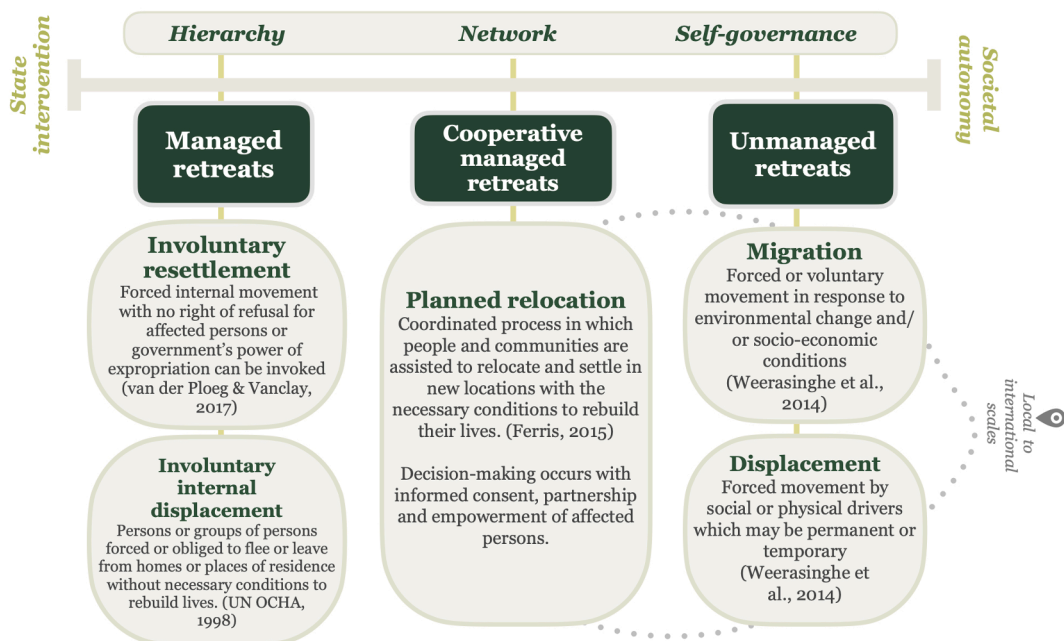 Hierarchy
Network
Self-governance
State
intervention
Societal
autonomy
Managed
retreats
Cooperative
managed
retreats
Unmanaged
retreats
Involuntary
resettlement
Forced internal movement
with no right of refusal for
affected persons or
government's power of
expropriation can be invoked
(van der Ploeg & Vanclay,
2017)
Involuntary
internal
displacement
Persons or groups of persons
forced or obliged to flee or leave
from homes or places of residence
without necessary conditions to
rebuild lives. (UN OCHA,
1998)
Planned relocation
Coordinated process in which
people and communities are
assisted to relocate and settle in
new locations with the
necessary conditions to rebuild
their lives. (Ferris, 2015)
Decision-making occurs with
informed consent, partnership
and empowerment of affected
persons.
Migration
Forced or voluntary
movement in response to
environmental change and/
or socio-economic
conditions
(Weerasinghe et al.,
2014)
Displacement
Forced movement by
social or physical drivers
which may be permanent or
temporary
(Weerasinghe et
al., 2014)
Local to
international
scales